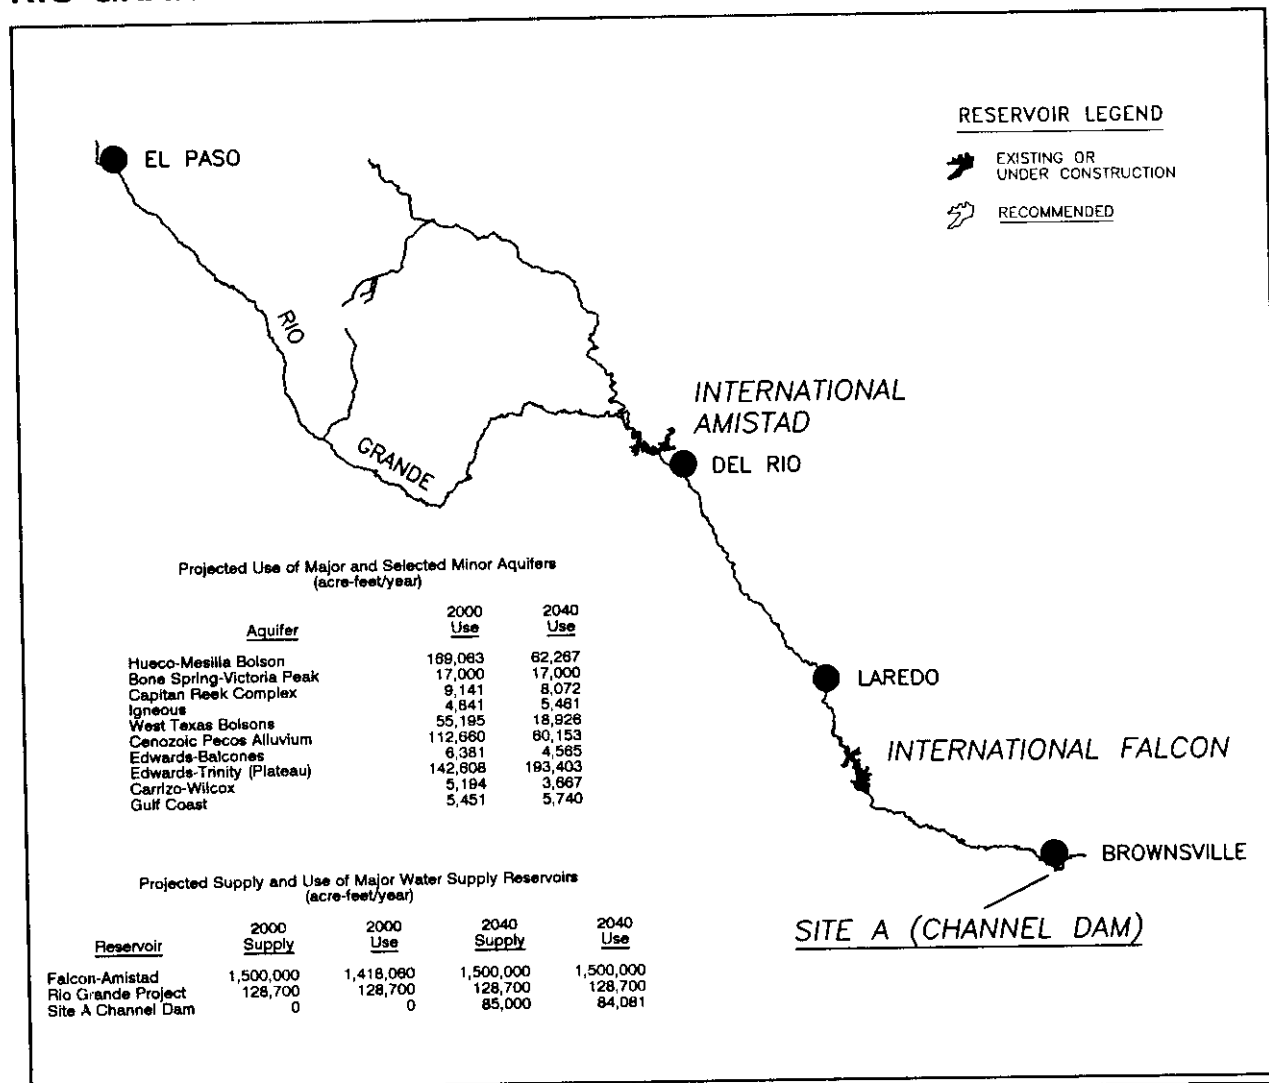 RESERVOIR LEGEND
EXISTING OR
UNDER CONSTRUCTION
RECOMMENDED
EL PASO
RIO
GRANDE
INTERNATIONAL
AMISTAD
DEL RIO
LAREDO
INTERNATIONAL FALCON
BROWNSVILLE
SITE A (CHANNEL DAM)
Projected Use of Major and Selected Minor Aquifers
(acre-feet/year)
2000 2040
Aquifer Use Use
Hueco-Mesilla Bolson 169,063 62,267
Bone Spring-Victoria Peak 17,000 17,000
Capitan Reek Complex 9,141 8,072
Igneous 4,841 5,461
West Texas Bolsons 55,195 18,926
Cenozoic Pecos Alluvium 112,660 60,153
Edwards-Balcones 6,381 4,565
Edwards-Trinity (Plateau) 142,608 193,403
Carrizo-Wilcox 5,194 3,667
Gulf Coast 5,451 5,740
Projected Supply and Use of Major Water Supply Reservoirs
(acre-feet/year)
2000 2000 2040 2040
Reservoir Supply Use Supply Use
Falcon-Amistad 1,500,000 1,418,060 1,500,000 1,500,000
Rio Grande Project 128,700 128,700 128,700 128,700
Site A Channel Dam 0 0 85,000 84,081